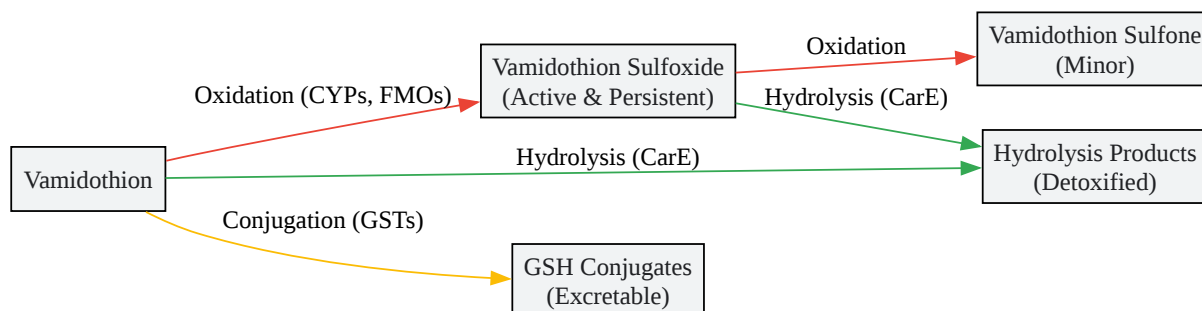 Vamidothion Sulfone
(Minor)
Oxidation
Vamidothion Sulfoxide
(Active & Persistent)
Oxidation (CYPs, FMOs)
Hydrolysis (CarE)
Hydrolysis Products
(Detoxified)
Hydrolysis (CarE)
Vamidothion
Conjugation (GSTs)
GSH Conjugates
(Excretable)